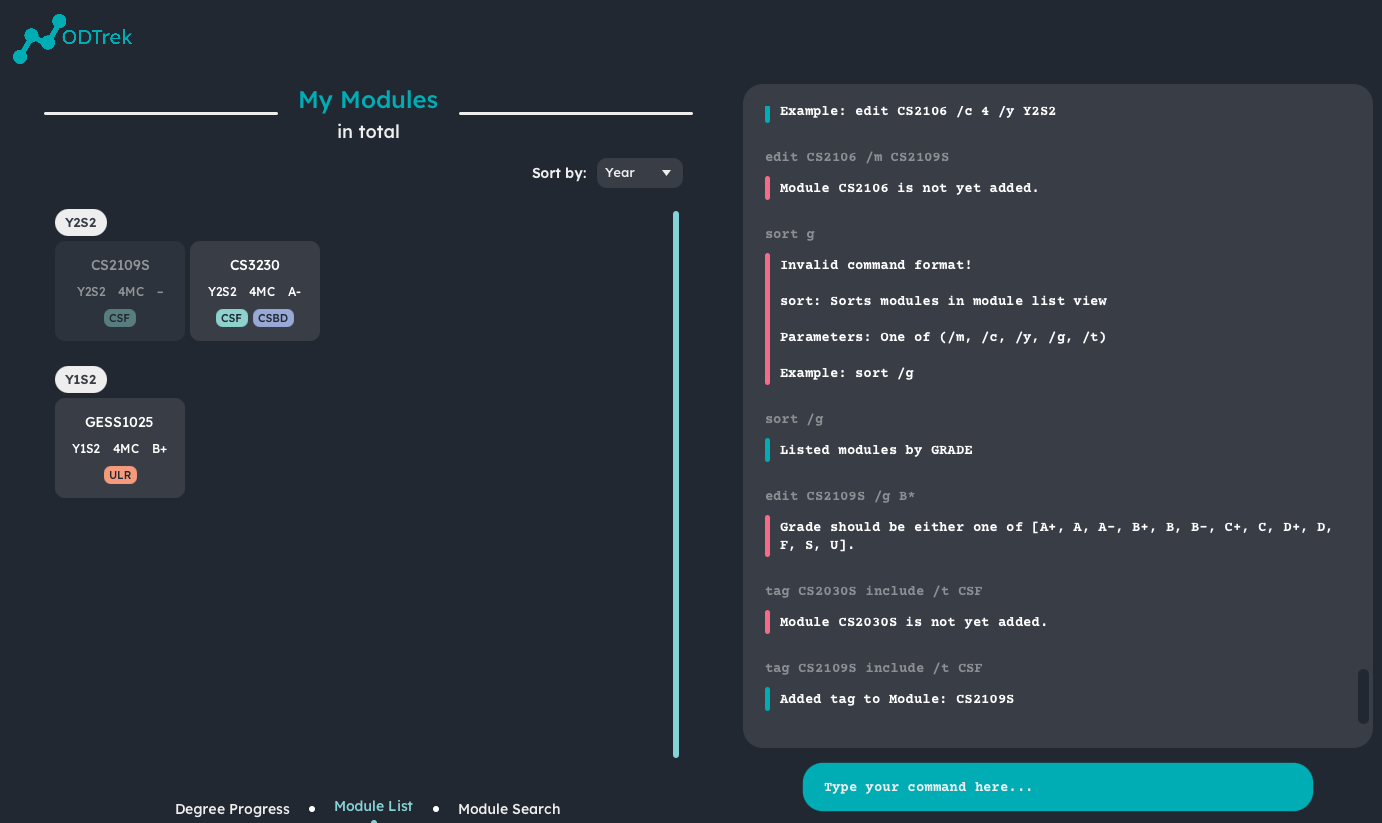 ODTrek
My Modules
in total
Sort by: Year
Y2S2
CS2109S
Y2S2 4MC –
CSF
CS3230
Y2S2 4MC A-
CSF CSBD
Y1S2
GESS1025
Y1S2 4MC B+
ULR
Degree Progress • Module List • Module Search
Example: edit CS2106 /c 4 /y Y2S2
edit CS2106 /m CS2109S
Module CS2106 is not yet added.
sort g
Invalid command format!
sort: Sorts modules in module list view
Parameters: One of (/m, /c, /y, /g, /t)
Example: sort /g
sort /g
Listed modules by GRADE
edit CS2109S /g B*
Grade should be either one of [A+, A, A-, B+, B, B-, C+, C, D+, D,
F, S, U].
tag CS2030S include /t CSF
Module CS2030S is not yet added.
tag CS2109S include /t CSF
Added tag to Module: CS2109S
Type your command here...